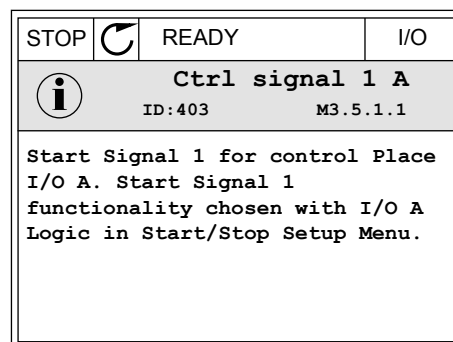 STOP READY I/O
Ctrl signal 1 A
ID:403 M3.5.1.1
Start Signal 1 for control Place
I/O A. Start Signal 1
functionality chosen with I/O A
Logic in Start/Stop Setup Menu.